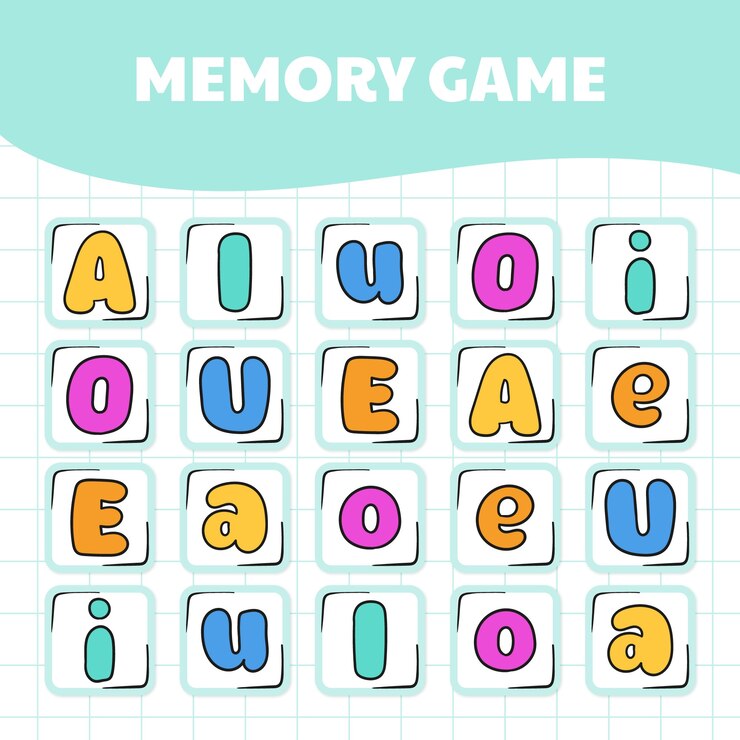 MEMORY GAME
A I u O i
O U E A e
E a o e U
i u I o a